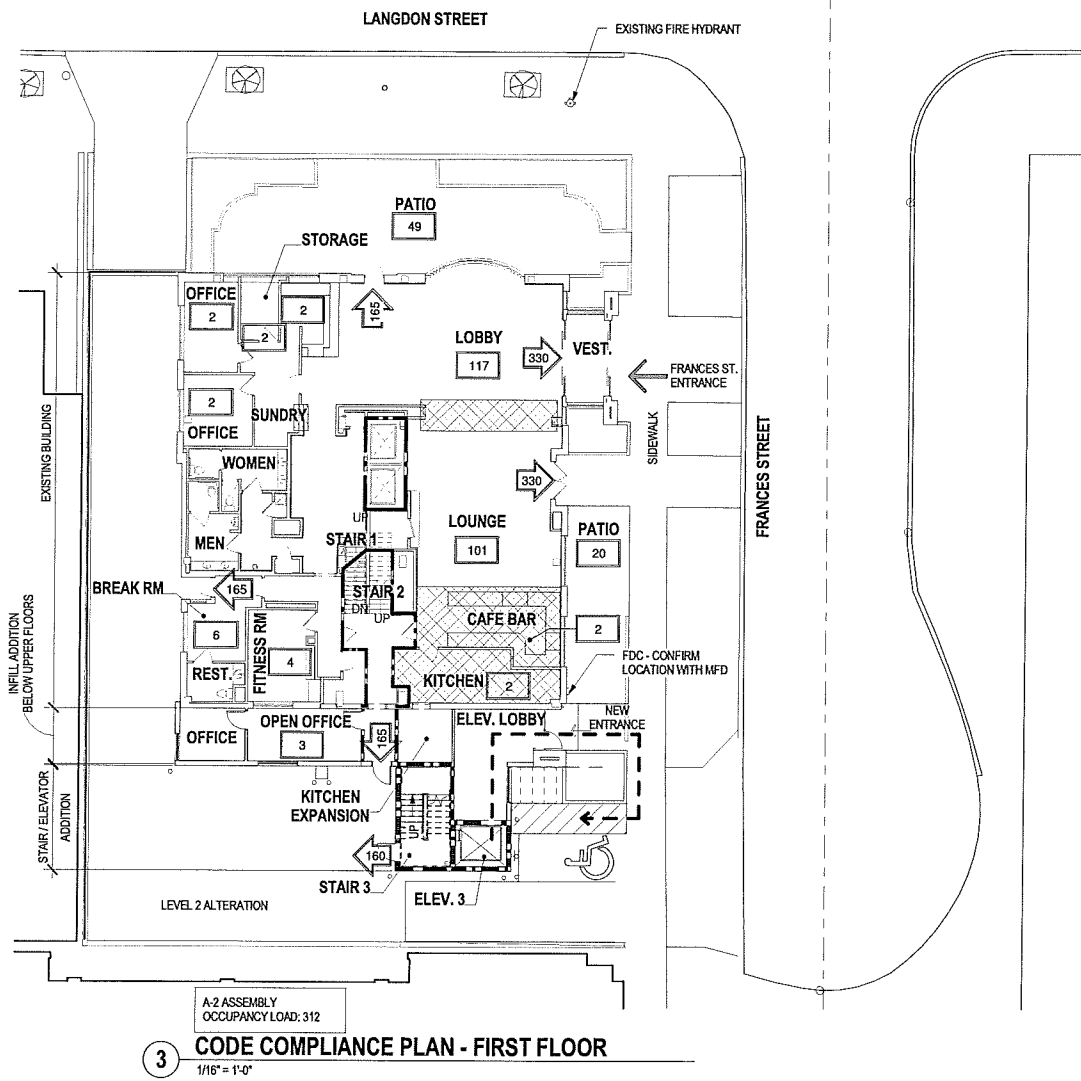 LANGDON STREET
EXISTING FIRE HYDRANT
PATIO
49
STORAGE
OFFICE
2
2
2
165
LOBBY
117
330
VEST.
FRANCES ST.
ENTRANCE
2
OFFICE
SUNDRY
SIDEWALK
FRANCES STREET
EXISTING BUILDING
WOMEN
330
UP
LOUNGE
101
STAIR 1
MEN
PATIO
20
BREAK RM
165
STAIR 2
DN
UP
CAFE BAR
2
6
FITNESS RM
4
REST.
KITCHEN
2
FDC - CONFIRM
LOCATION WITH MFD
INFILL ADDITION
BELOW UPPER FLOORS
OPEN OFFICE
3
OFFICE
165
ELEV. LOBBY
NEW
ENTRANCE
KITCHEN
EXPANSION
STAIR / ELEVATOR
ADDITION
UP
160
STAIR 3
ELEV. 3
LEVEL 2 ALTERATION
A-2 ASSEMBLY
OCCUPANCY LOAD: 312
3
CODE COMPLIANCE PLAN - FIRST FLOOR
1/16" = 1'-0"